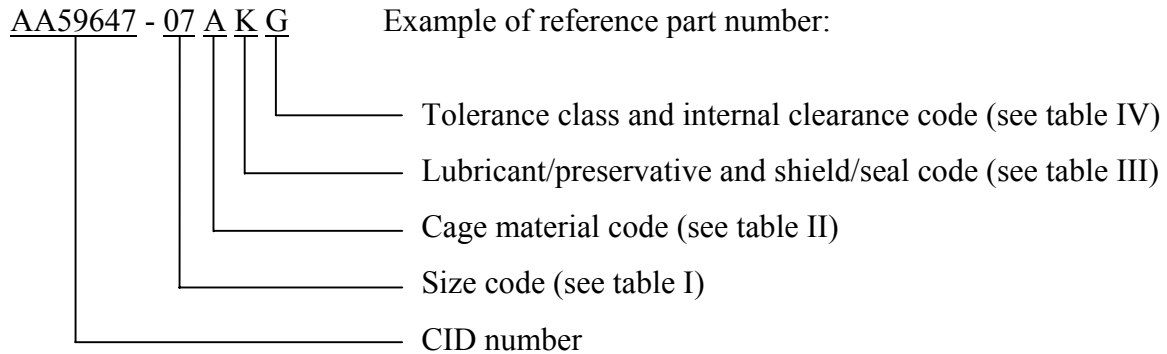 AA59647 - 07 A K G Example of reference part number:
Tolerance class and internal clearance code (see table IV)
Lubricant/preservative and shield/seal code (see table III)
Cage material code (see table II)
Size code (see table I)
CID number